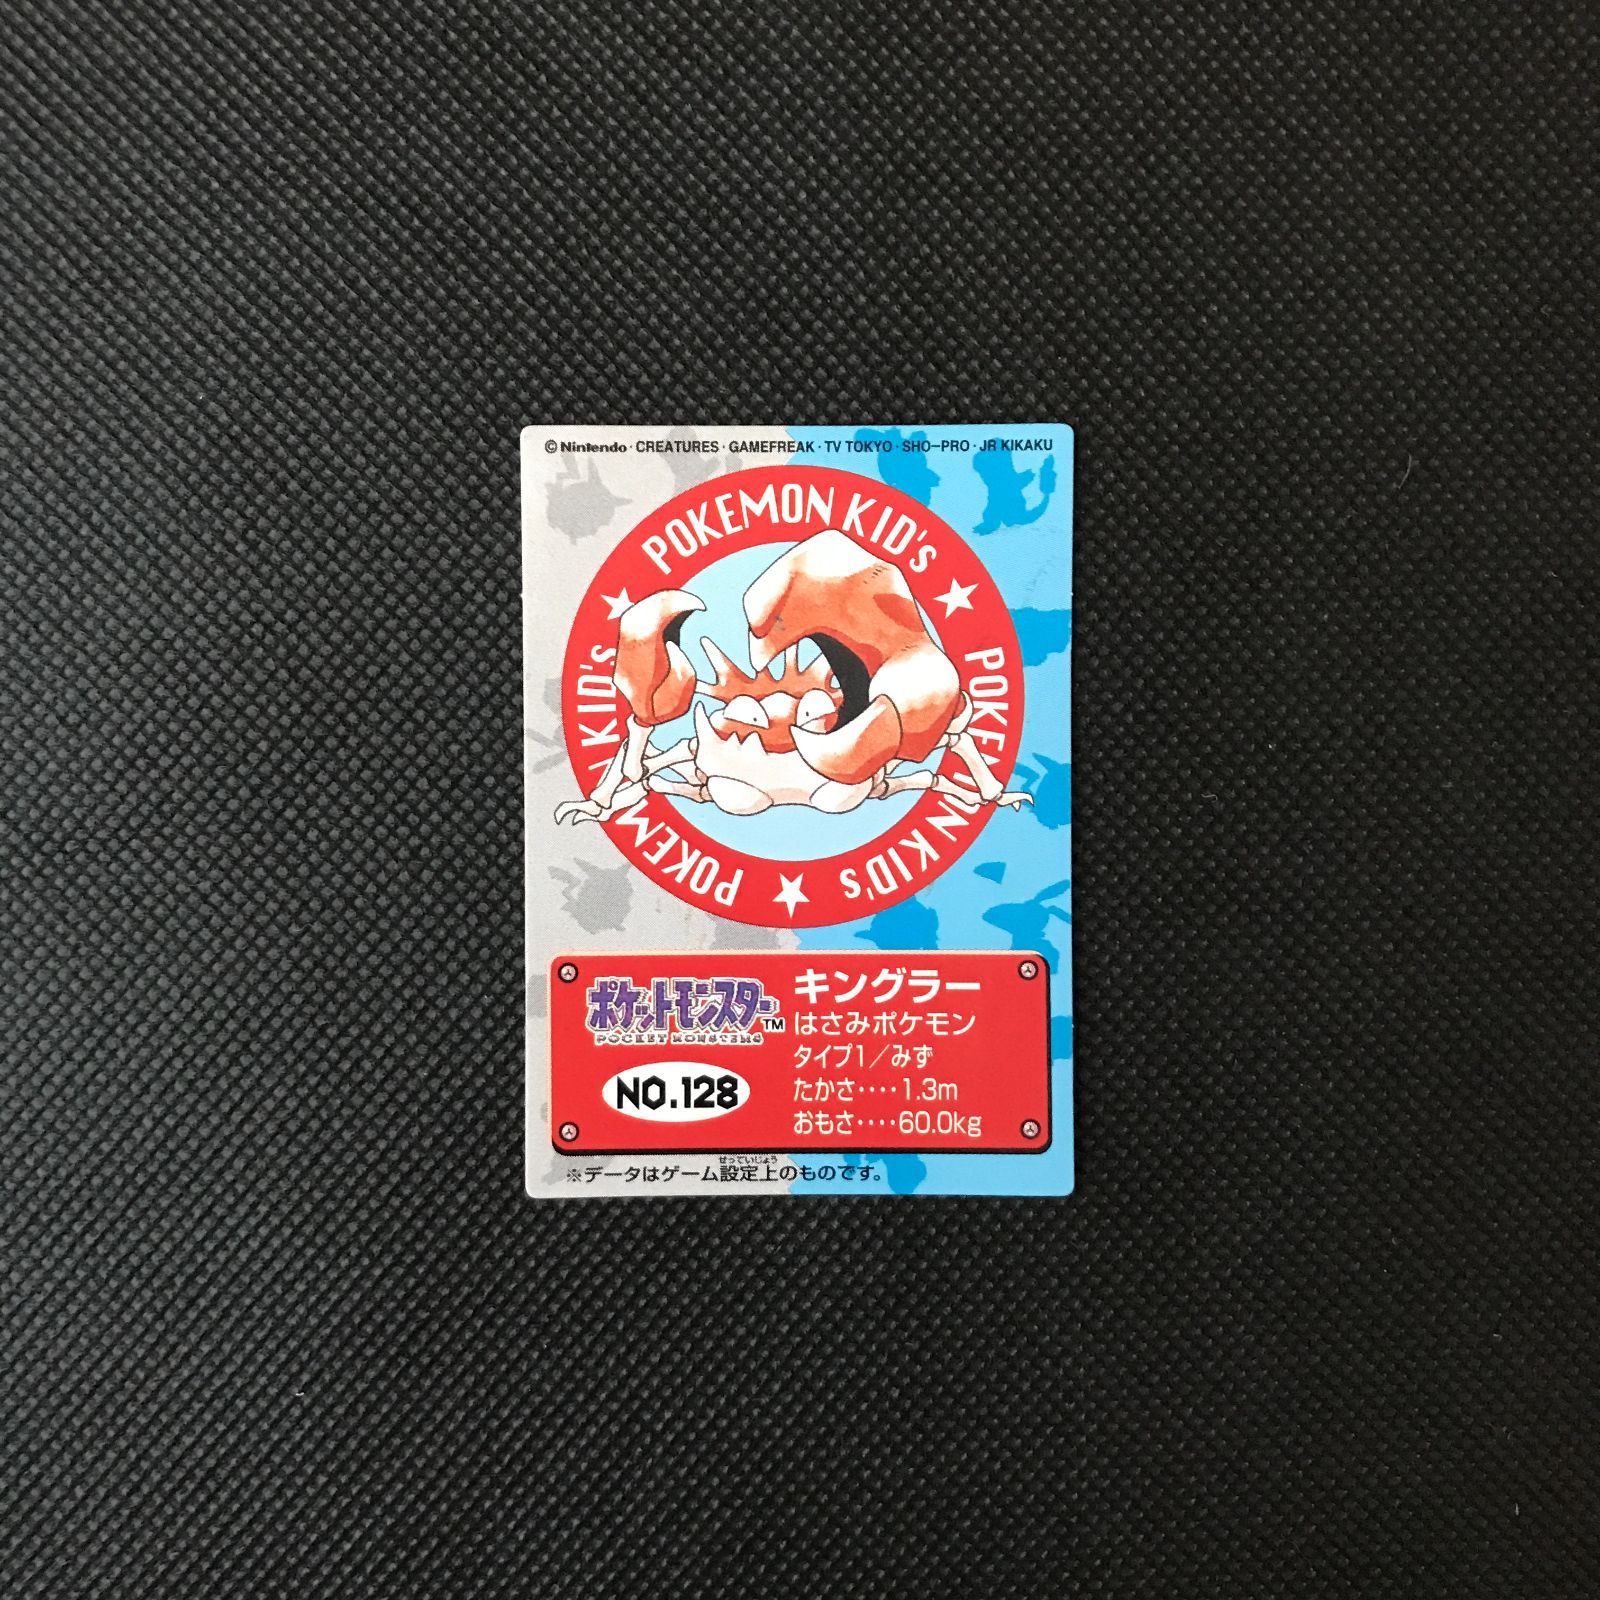 ©Nintendo·CREATURES·GAMEFREAK·TV TOKYO·SHO-PRO·JR KIKAKU
POKEMON KID's
POKEMON KID's
POKEMON KID's
ポケットモンスター™
POCKET MONSTERS
NO.128
キングラー
はさみポケモン
タイプ1／みず
たかさ‥‥1.3m
おもさ‥‥60.0kg
せっていじょう
※データはゲーム設定上のものです。